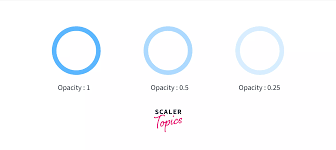 Opacity : 1
Opacity : 0.5
Opacity : 0.25
SCALER
Topics